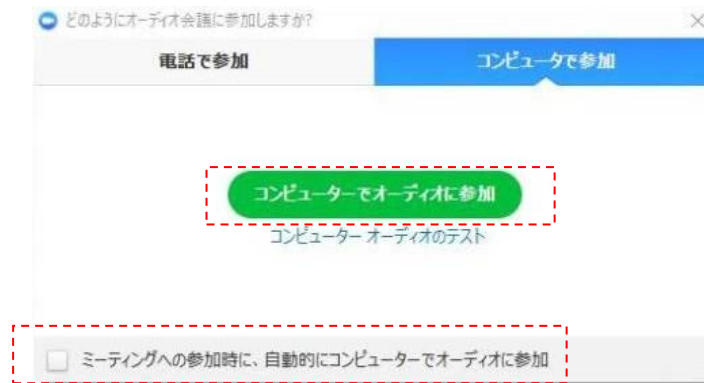 どのようにオーディオ会議に参加しますか?
電話で参加
コンピュータで参加
コンピューターでオーディオに参加
コンピューター オーディオのテスト
ミーティングへの参加時に、自動的にコンピューターでオーディオに参加